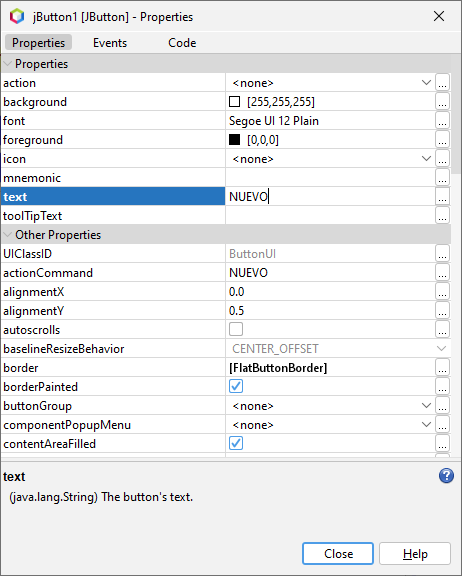 jButton1 [JButton] - Properties
Properties Events Code
Properties
action <none> ...
background [255,255,255] ...
font Segoe UI 12 Plain ...
foreground [0,0,0] ...
icon <none> ...
mnemonic ...
text NUEVO ...
toolTipText ...
Other Properties
UIClassID ButtonUI ...
actionCommand NUEVO ...
alignmentX 0.0 ...
alignmentY 0.5 ...
autoscrolls ...
baselineResizeBehavior CENTER_OFFSET ...
border [FlatButtonBorder] ...
borderPainted ...
buttonGroup <none> ...
componentPopupMenu <none> ...
contentAreaFilled ...
text
(java.lang.String) The button's text.
Close Help